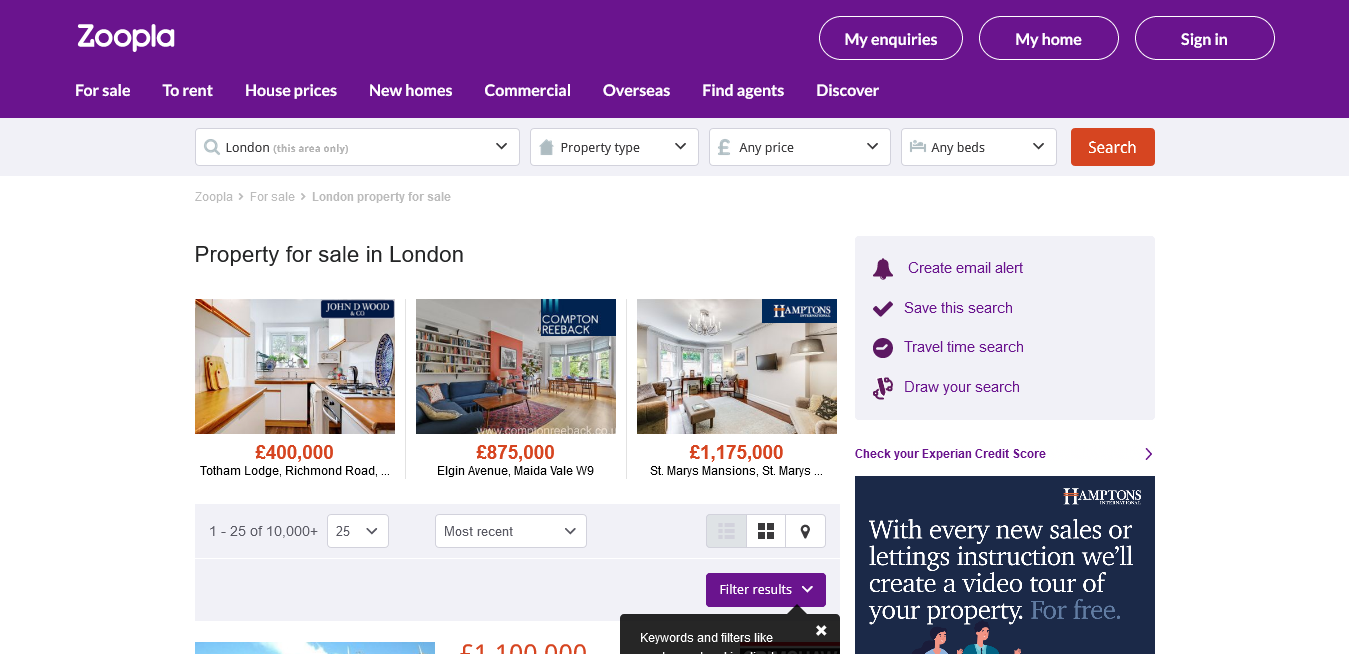 Zoopla
My enquiries
My home
Sign in
For sale
To rent
House prices
New homes
Commercial
Overseas
Find agents
Discover
London (this area only)
Property type
£ Any price
Any beds
Search
Zoopla > For sale > London property for sale
Property for sale in London
JOHN D WOOD
& CO
£400,000
Totham Lodge, Richmond Road, ...
COMPTON
REEBACK
www.comptonreeback.co.u
£875,000
Elgin Avenue, Maida Vale W9
HAMPTONS
INTERNATIONAL
£1,175,000
St. Marys Mansions, St. Marys ...
Create email alert
Save this search
Travel time search
Draw your search
Check your Experian Credit Score
HAMPTONS
INTERNATIONAL
With every new sales or
lettings instruction we’ll
create a video tour of
your property. For free.
1 - 25 of 10,000+
25
Most recent
Filter results
Keywords and filters like
£1,100,000